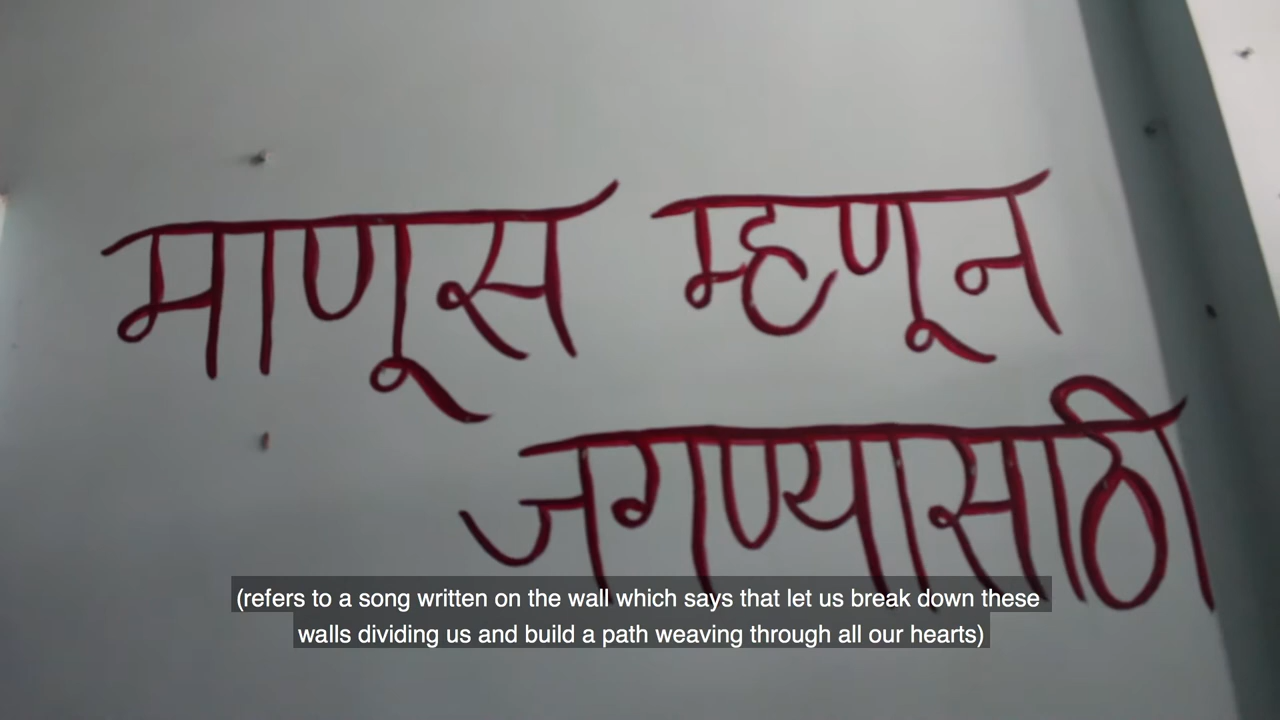 माणूस म्हणून
जगण्यासाठी
(refers to a song written on the wall which says that let us break down these
walls dividing us and build a path weaving through all our hearts)